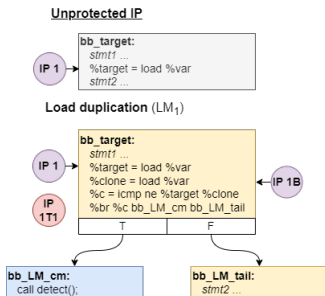 Unprotected IP
bb_target:
stmt1 ...
IP 1
%target = load %var
stmt2 ...
Load duplication (LM1)
bb_target:
stmt1 ...
IP 1
%target = load %var
%clone = load %var
IP 1B
%c = icmp ne %target %clone
IP
1T1
%br %c bb_LM_cm bb_LM_tail
T
F
bb_LM_cm:
call detect();
bb_LM_tail:
stmt2 ...